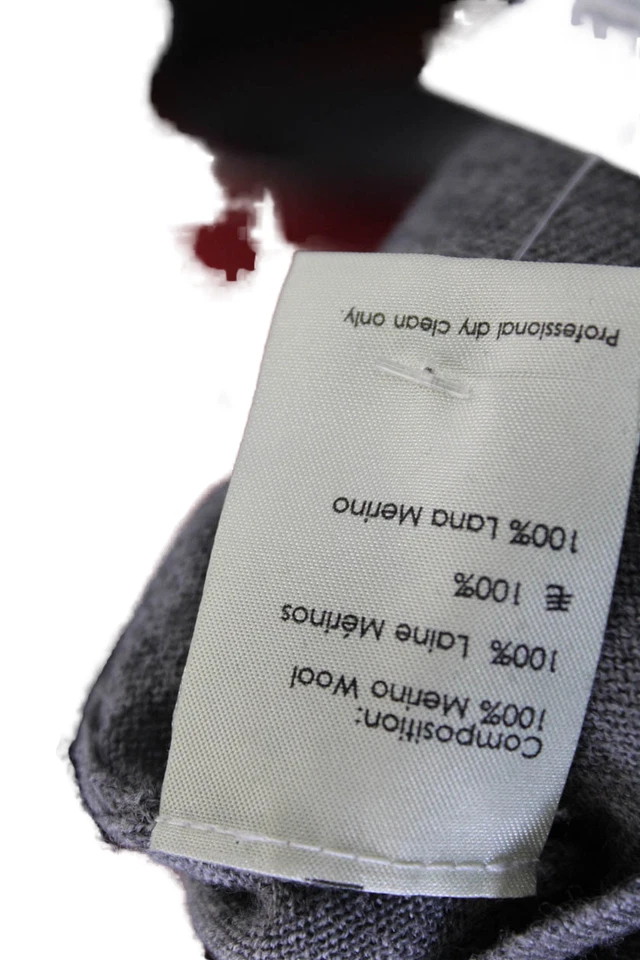 Composition:
100% Merino Wool
100% Laine Mérinos
毛 100%
100% Lana Merino
Professional dry clean only.